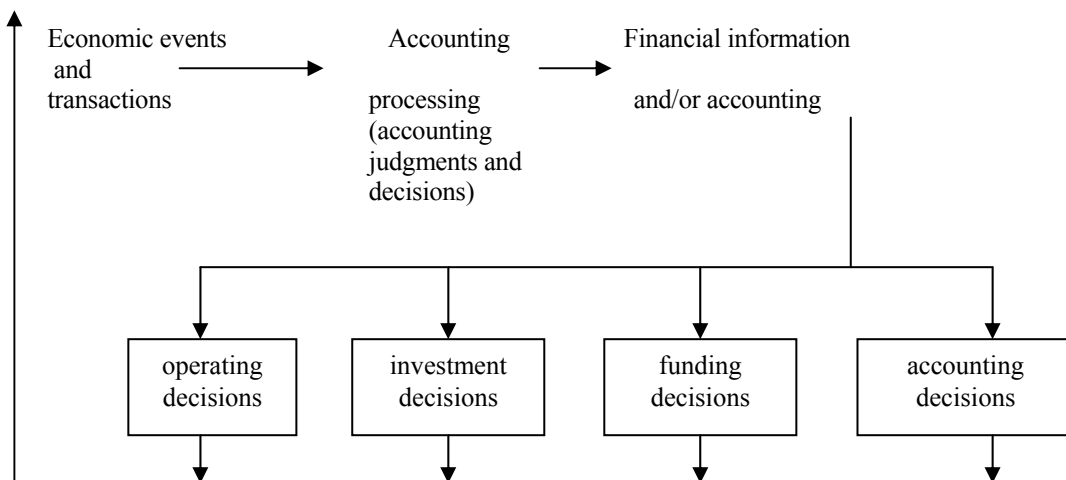 Economic events
and
transactions
Accounting
processing
(accounting
judgments and
decisions)
Financial information
and/or accounting
operating
decisions
investment
decisions
funding
decisions
accounting
decisions